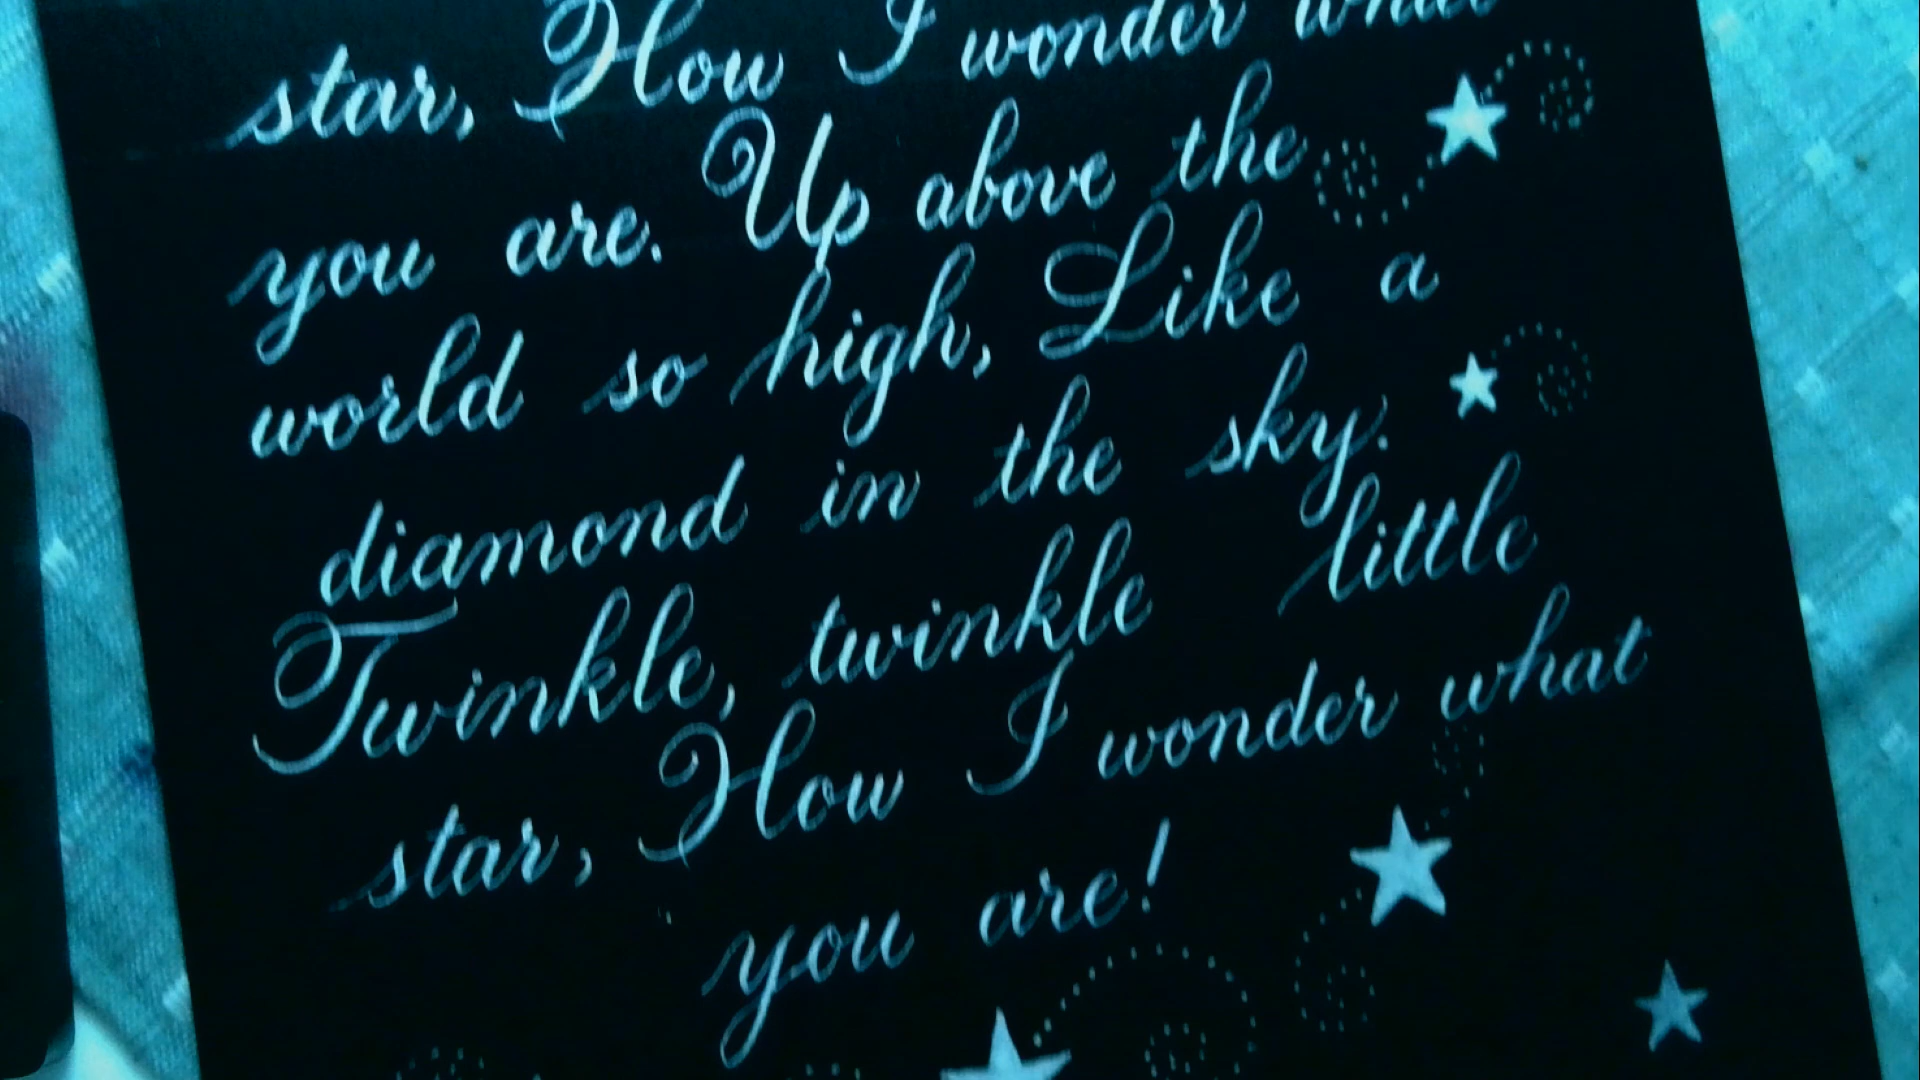 star, How I wonder what
you are. Up above the
world so high, Like a
diamond in the sky.
Twinkle, twinkle little
star, How I wonder what
you are!